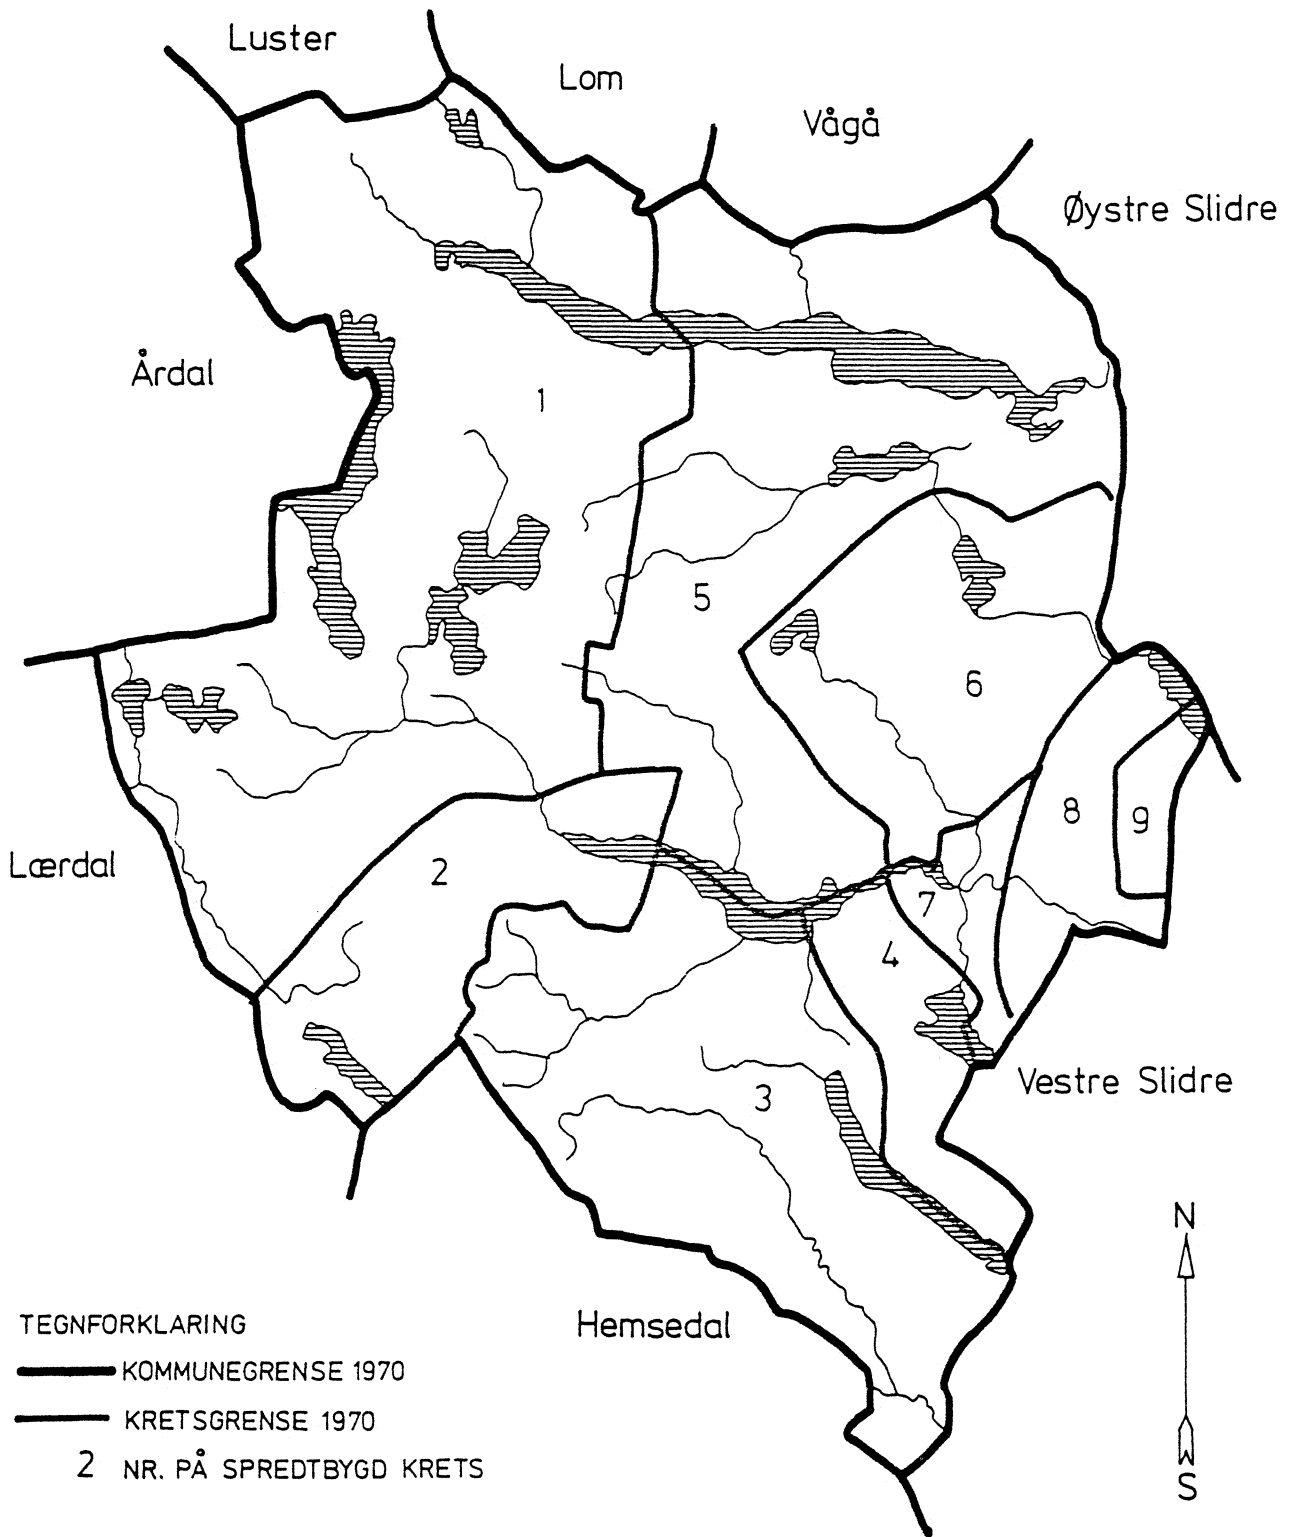 Luster
Lom
Vågå
Øystre Slidre
Årdal
1
5
6
8
9
Lærdal
2
7
4
Vestre Slidre
3
N
Hemsedal
TEGNFORKLARING
KOMMUNEGRENSE 1970
KRETSGRENSE 1970
2 NR. PÅ SPREDTBYGD KRETS
S